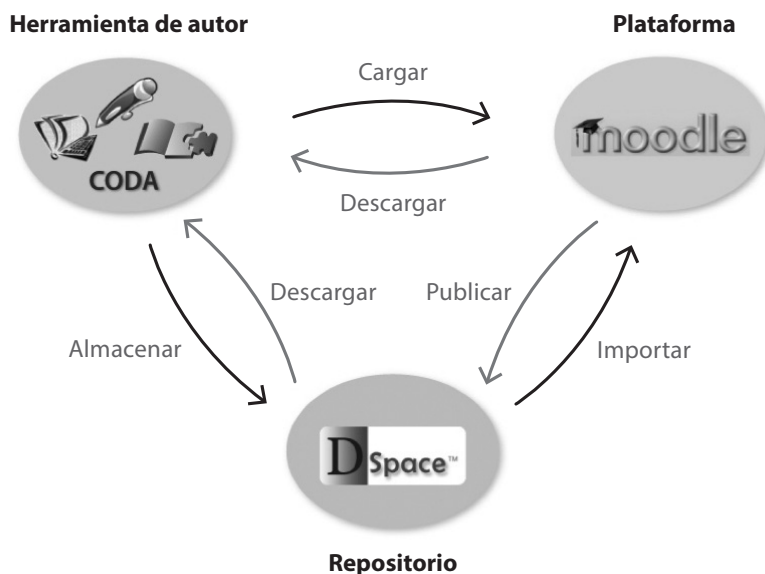 Herramienta de autor
Plataforma
Cargar
CODA
moodle
Descargar
Descargar
Publicar
Almacenar
Importar
DSpace™
Repositorio